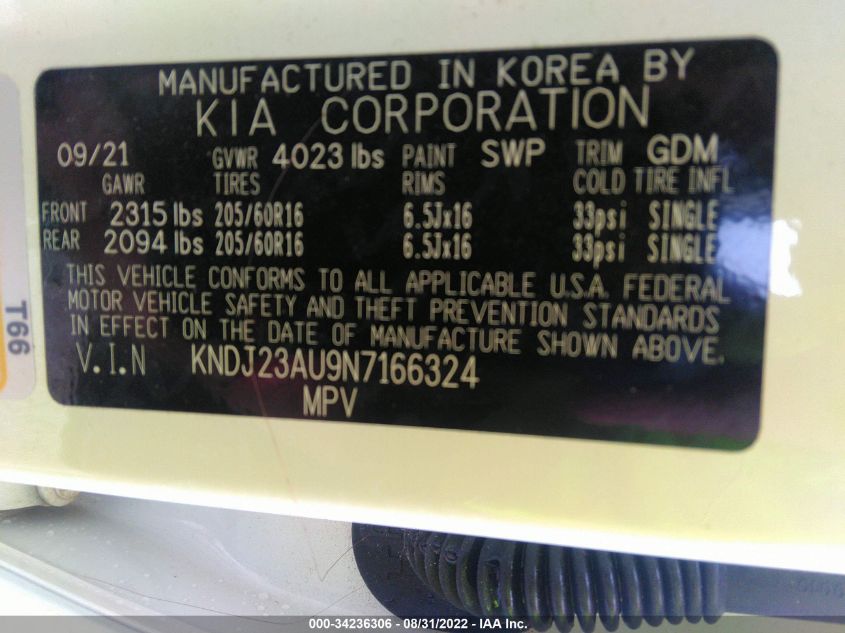 MANUFACTURED IN KOREA BY
KIA CORPORATION
09/21 GVWR 4023 lbs PAINT SWP TRIM GDM
GAWR TIRES RIMS COLD TIRE INFL
FRONT 2315 lbs 205/60R16 6.5Jx16 33psi SINGLE
REAR 2094 lbs 205/60R16 6.5Jx16 33psi SINGLE
THIS VEHICLE CONFORMS TO ALL APPLICABLE U.S.A. FEDERAL
MOTOR VEHICLE SAFETY AND THEFT PREVENTION STANDARDS
IN EFFECT ON THE DATE OF MANUFACTURE SHOWN ABOVE.
V.I.N KNDJ23AU9N7166324
MPV
T66
000-34236306 - 08/31/2022 - IAAI Copyright IAA, Inc.